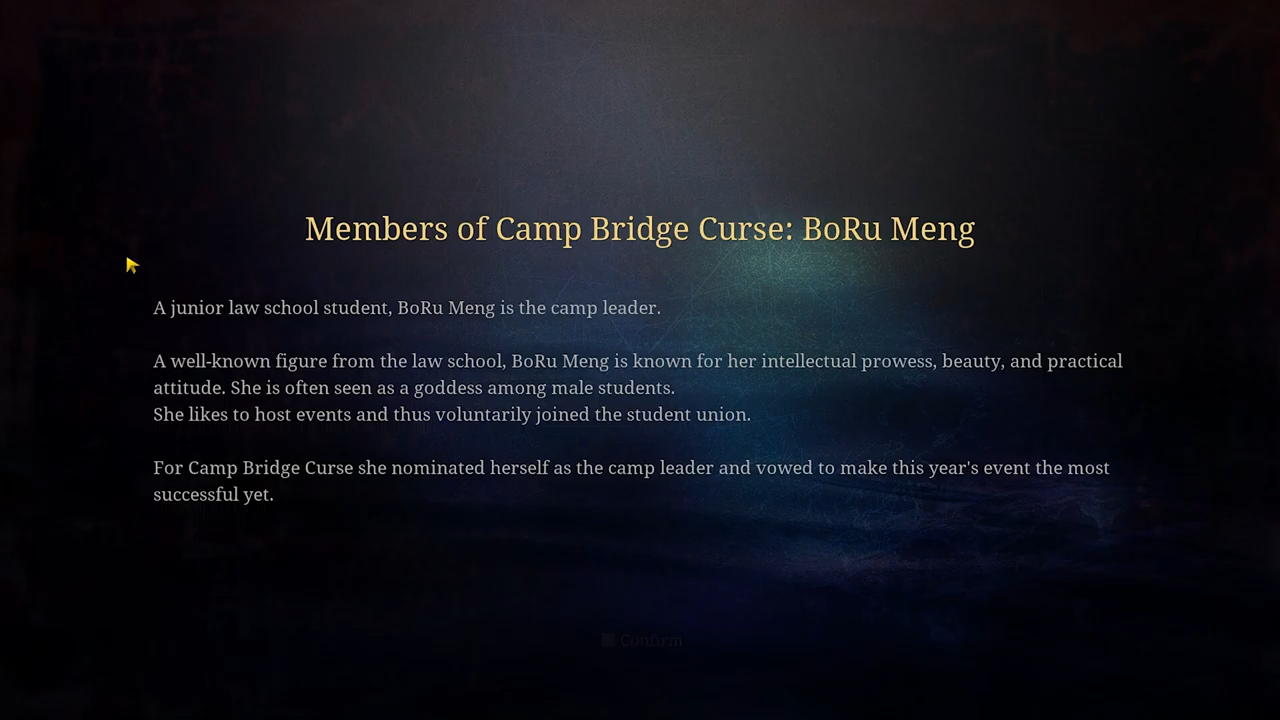 Members of Camp Bridge Curse: BoRu Meng
A junior law school student, BoRu Meng is the camp leader.
A well-known figure from the law school, BoRu Meng is known for her intellectual prowess, beauty, and practical
attitude. She is often seen as a goddess among male students.
She likes to host events and thus voluntarily joined the student union.
For Camp Bridge Curse she nominated herself as the camp leader and vowed to make this year's event the most
successful yet.
Confirm